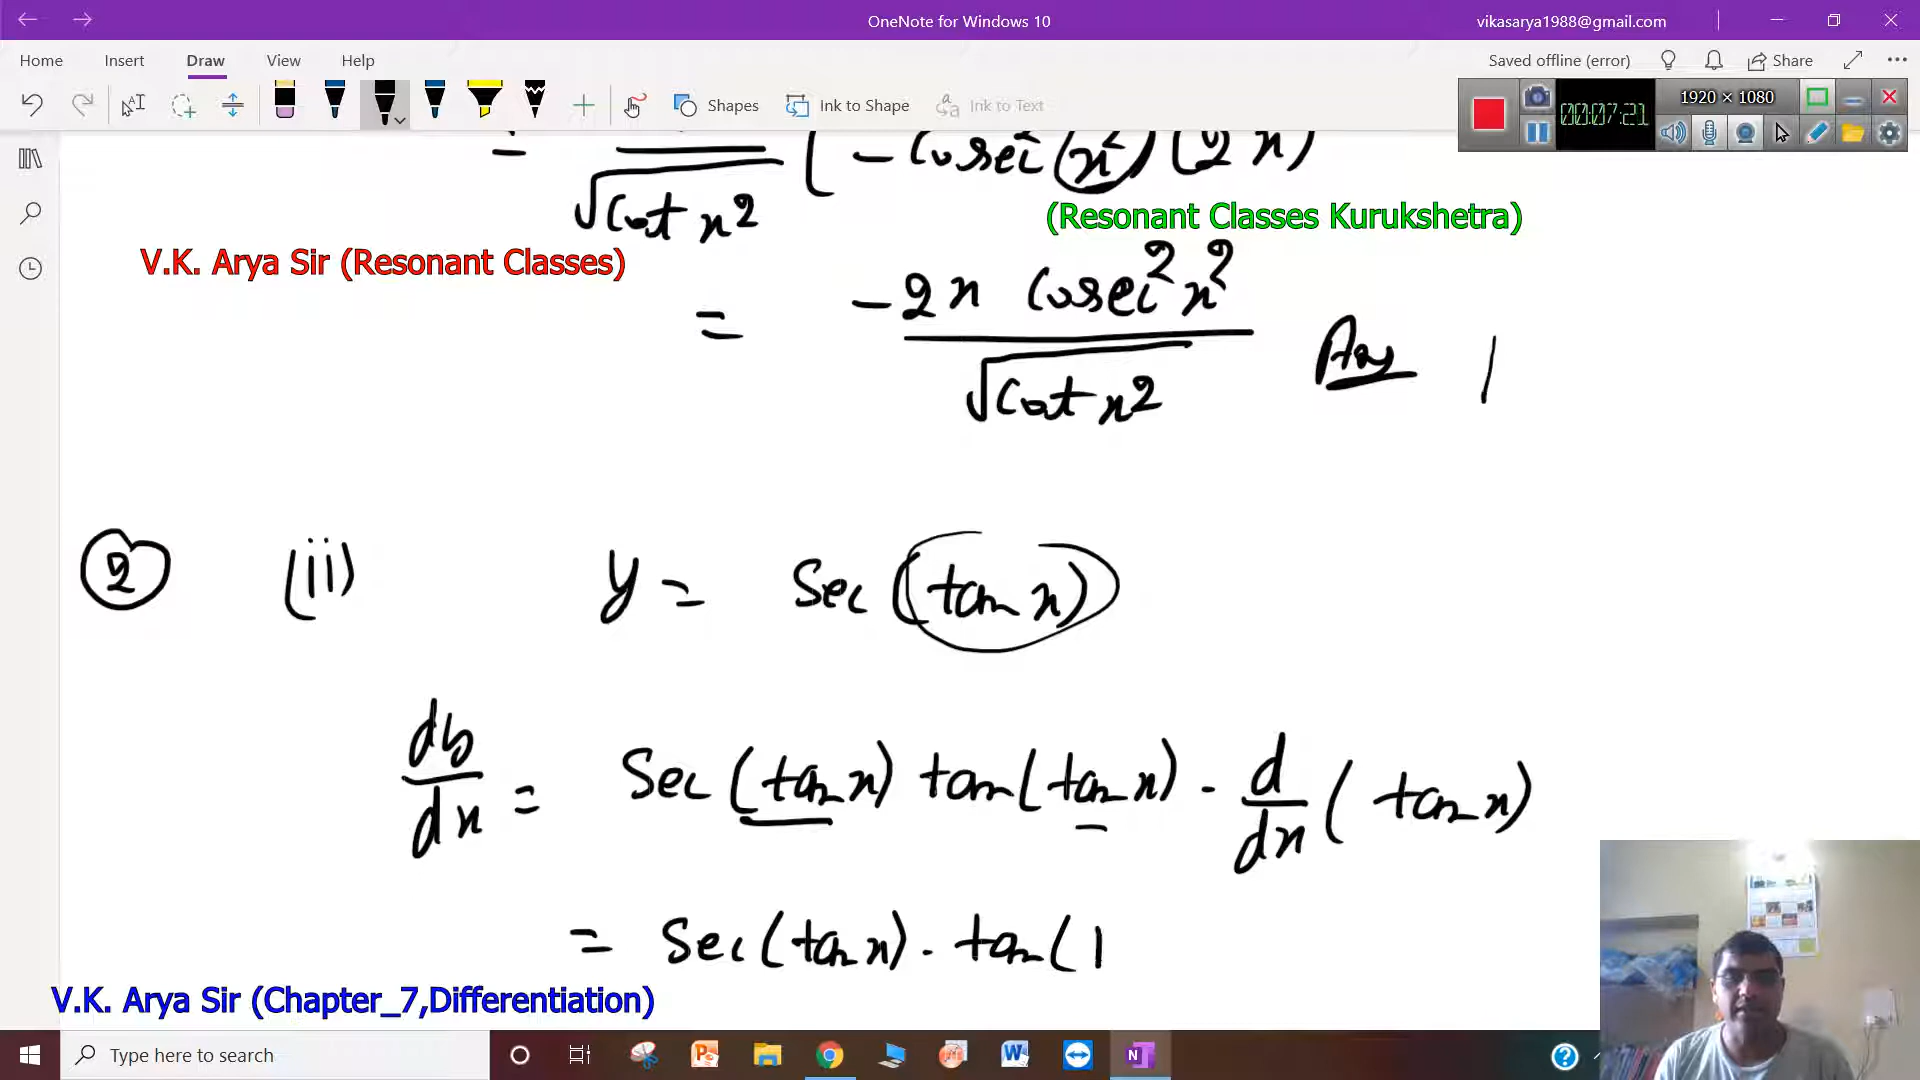 OneNote for Windows 10
vikasarya1988@gmail.com
Home Insert Draw View Help
Saved offline (error) Share
Shapes Ink to Shape Ink to Text
1920 × 1080
00:07:21
= √Cot x² (- Cosec²(x²) (2x)
(Resonant Classes Kurukshetra)
V.K. Arya Sir (Resonant Classes)
= -2x Cosec² x² / √Cot x² Ans
② (ii) y = Sec (tan x)
dy/dx = Sec (tan x) tan (tan x) · d/dx ( tan x)
= Sec (tan x) · tan (
V.K. Arya Sir (Chapter_7,Differentiation)
Type here to search